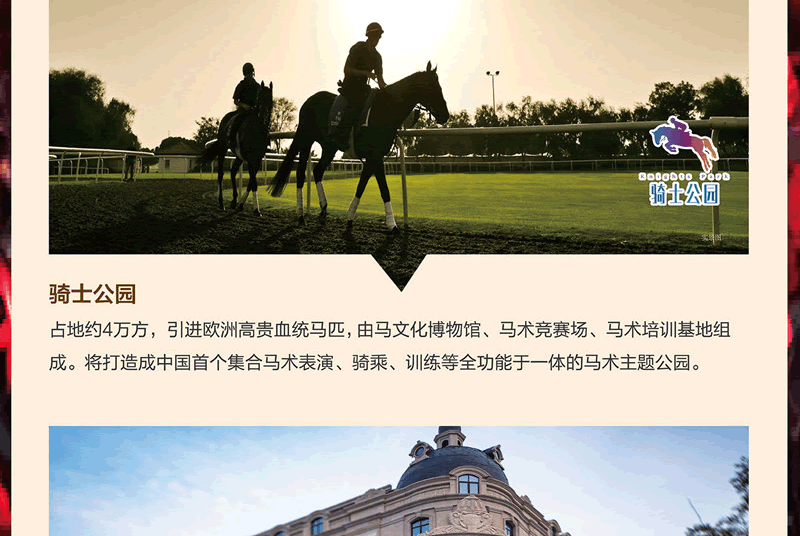 Knights Park
骑士公园
实景图
骑士公园
占地约4万方，引进欧洲高贵血统马匹，由马文化博物馆、马术竞赛场、马术培训基地组
成。将打造成中国首个集合马术表演、骑乘、训练等全功能于一体的马术主题公园。